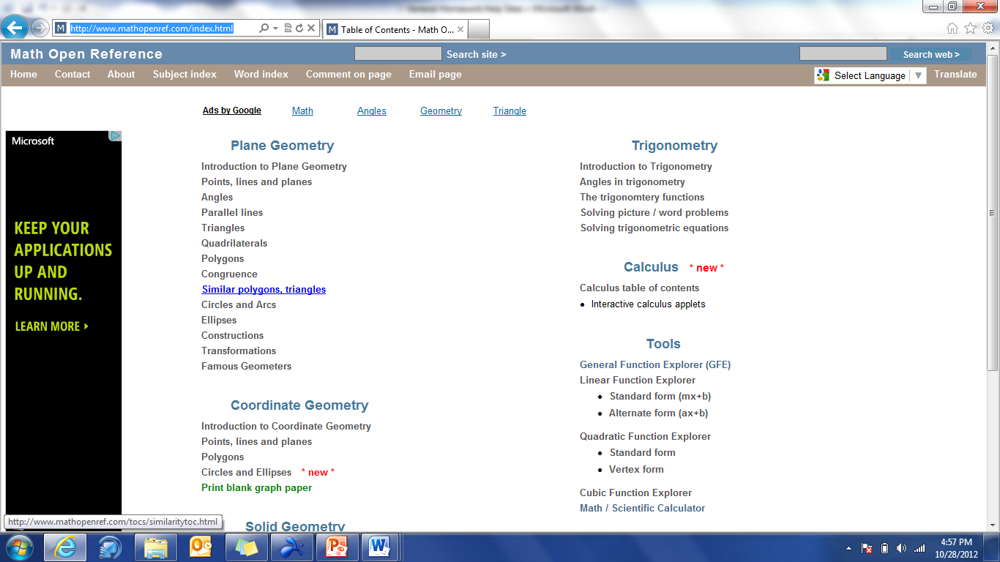 General Homework Help Sites - Microsoft Word
http://www.mathopenref.com/index.html
Table of Contents - Math O...
Math Open Reference
Search site >
Search web >
Home Contact About Subject index Word index Comment on page Email page
Select Language
Translate
Ads by Google Math Angles Geometry Triangle
Microsoft
KEEP YOUR
APPLICATIONS
UP AND
RUNNING.
LEARN MORE
Plane Geometry
Introduction to Plane Geometry
Points, lines and planes
Angles
Parallel lines
Triangles
Quadrilaterals
Polygons
Congruence
Similar polygons, triangles
Circles and Arcs
Ellipses
Constructions
Transformations
Famous Geometers
Coordinate Geometry
Introduction to Coordinate Geometry
Points, lines and planes
Polygons
Circles and Ellipses * new *
Print blank graph paper
Solid Geometry
Trigonometry
Introduction to Trigonometry
Angles in trigonometry
The trigonomtery functions
Solving picture / word problems
Solving trigonometric equations
Calculus * new *
Calculus table of contents
• Interactive calculus applets
Tools
General Function Explorer (GFE)
Linear Function Explorer
• Standard form (mx+b)
• Alternate form (ax+b)
Quadratic Function Explorer
• Standard form
• Vertex form
Cubic Function Explorer
Math / Scientific Calculator
http://www.mathopenref.com/tocs/similaritytoc.html
4:57 PM
10/28/2012